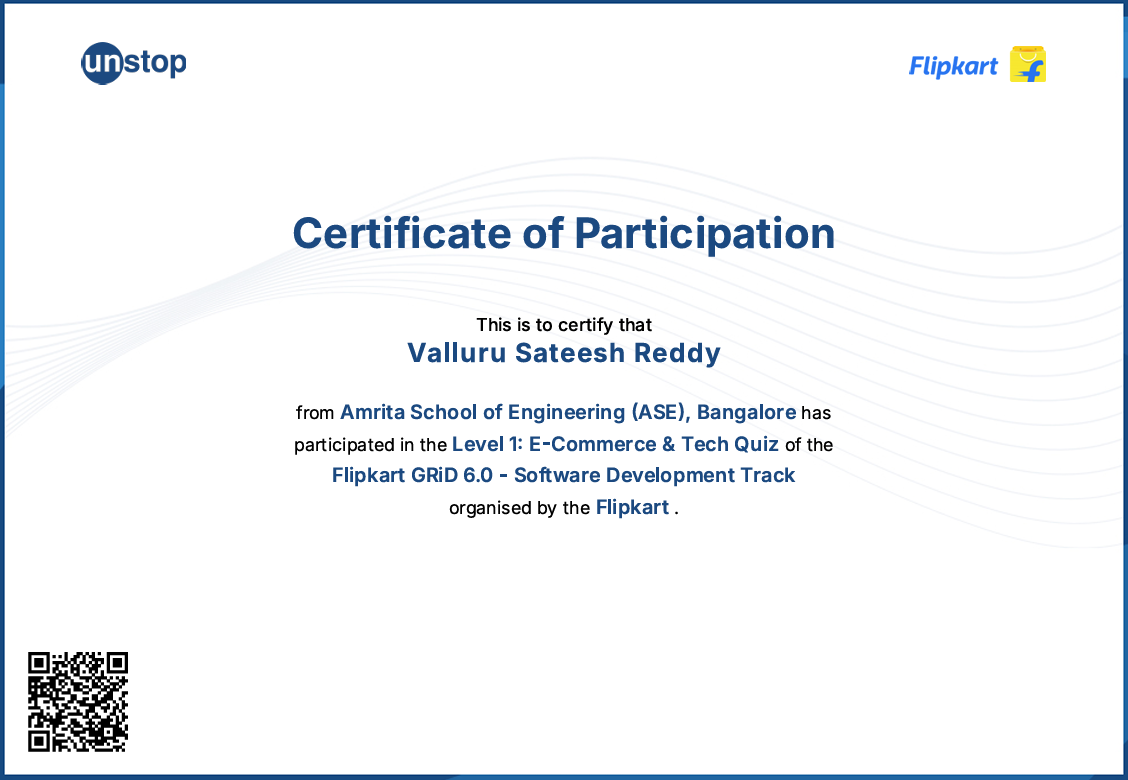 unstop
Flipkart
Certificate of Participation
This is to certify that
Valluru Sateesh Reddy
from Amrita School of Engineering (ASE), Bangalore has
participated in the Level 1: E-Commerce & Tech Quiz of the
Flipkart GRiD 6.0 - Software Development Track
organised by the Flipkart .